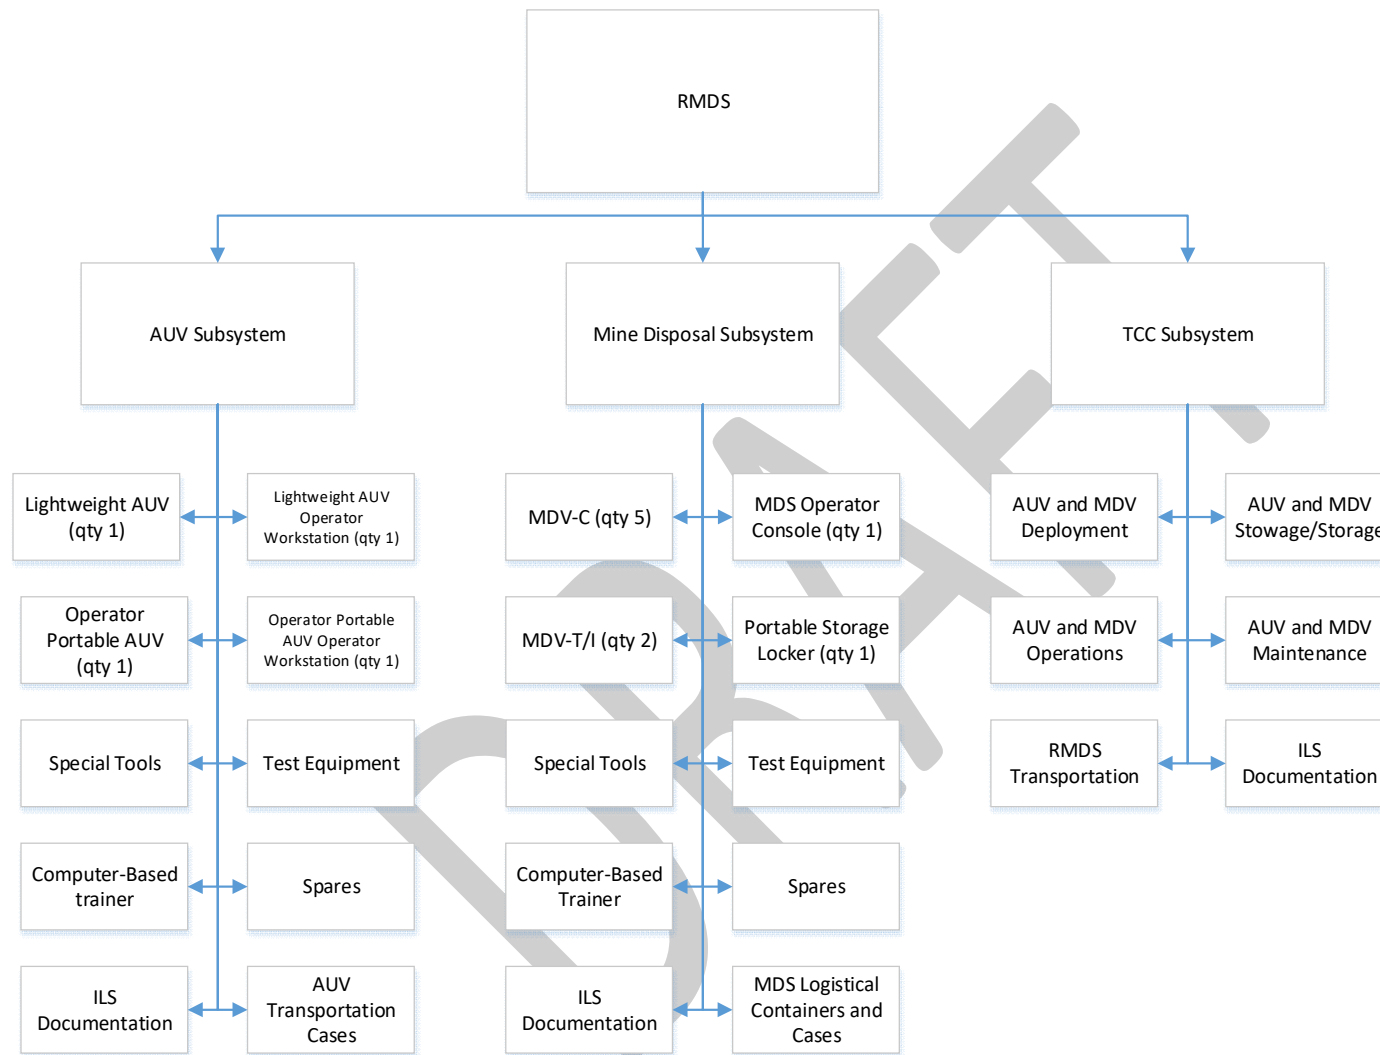 RMDS
AUV Subsystem
Mine Disposal Subsystem
TCC Subsystem
Lightweight AUV
(qty 1)
Lightweight AUV
Operator
Workstation (qty 1)
MDV-C (qty 5)
MDS Operator
Console (qty 1)
AUV and MDV
Deployment
AUV and MDV
Stowage/Storage
Operator
Portable AUV
(qty 1)
Operator Portable
AUV Operator
Workstation (qty 1)
MDV-T/I (qty 2)
Portable Storage
Locker (qty 1)
AUV and MDV
Operations
AUV and MDV
Maintenance
Special Tools
Test Equipment
Special Tools
Test Equipment
RMDS
Transportation
ILS
Documentation
Computer-Based
trainer
Spares
Computer-Based
Trainer
Spares
ILS
Documentation
AUV
Transportation
Cases
ILS
Documentation
MDS Logistical
Containers and
Cases
DRAFT